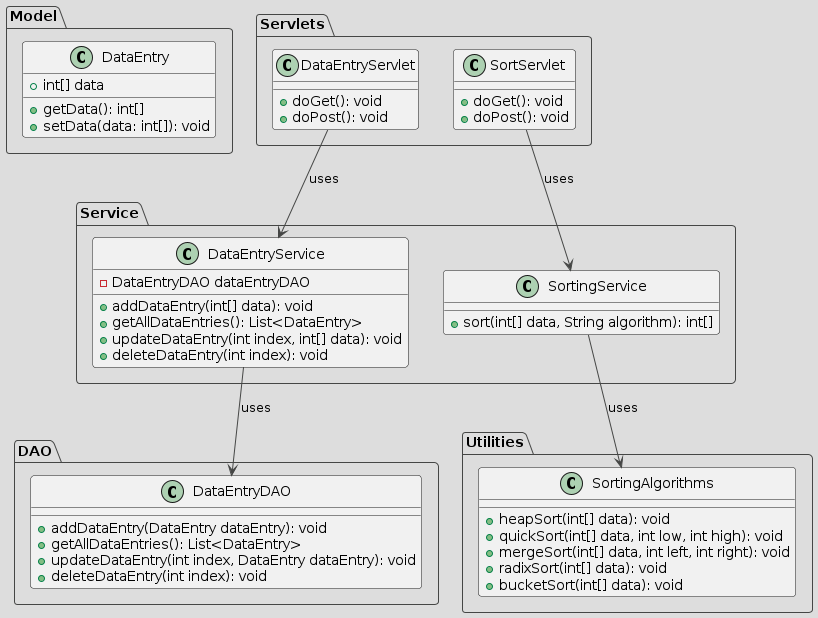 Model
C DataEntry
int[] data
getData(): int[]
setData(data: int[]): void
Servlets
C DataEntryServlet
doGet(): void
doPost(): void
C SortServlet
doGet(): void
doPost(): void
uses
uses
Service
C DataEntryService
DataEntryDAO dataEntryDAO
addDataEntry(int[] data): void
getAllDataEntries(): List<DataEntry>
updateDataEntry(int index, int[] data): void
deleteDataEntry(int index): void
C SortingService
sort(int[] data, String algorithm): int[]
uses
uses
DAO
C DataEntryDAO
addDataEntry(DataEntry dataEntry): void
getAllDataEntries(): List<DataEntry>
updateDataEntry(int index, DataEntry dataEntry): void
deleteDataEntry(int index): void
Utilities
C SortingAlgorithms
heapSort(int[] data): void
quickSort(int[] data, int low, int high): void
mergeSort(int[] data, int left, int right): void
radixSort(int[] data): void
bucketSort(int[] data): void